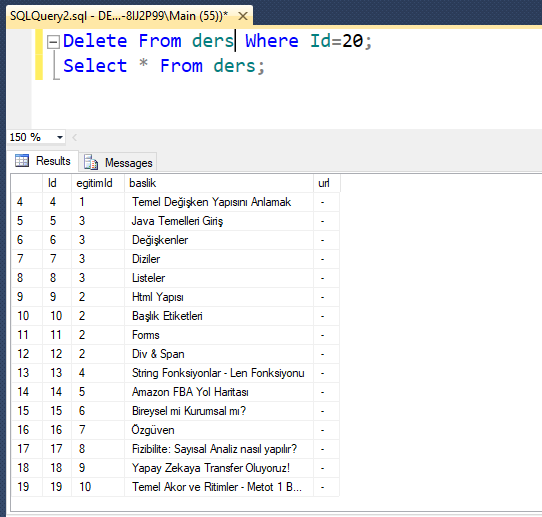 SQLQuery2.sql - DE...-8IJ2P99\Main (55))*
Delete From ders Where Id=20;
Select * From ders;
150 %
Results Messages
Id egitimId baslik url
4 4 1 Temel Değişken Yapısını Anlamak -
5 5 3 Java Temelleri Giriş -
6 6 3 Değişkenler -
7 7 3 Diziler -
8 8 3 Listeler -
9 9 2 Html Yapısı -
10 10 2 Başlık Etiketleri -
11 11 2 Forms -
12 12 2 Div & Span -
13 13 4 String Fonksiyonlar - Len Fonksiyonu -
14 14 5 Amazon FBA Yol Haritası -
15 15 6 Bireysel mi Kurumsal mı? -
16 16 7 Özgüven -
17 17 8 Fizibilite: Sayısal Analiz nasıl yapılır? -
18 18 9 Yapay Zekaya Transfer Oluyoruz! -
19 19 10 Temel Akor ve Ritimler - Metot 1 B... -